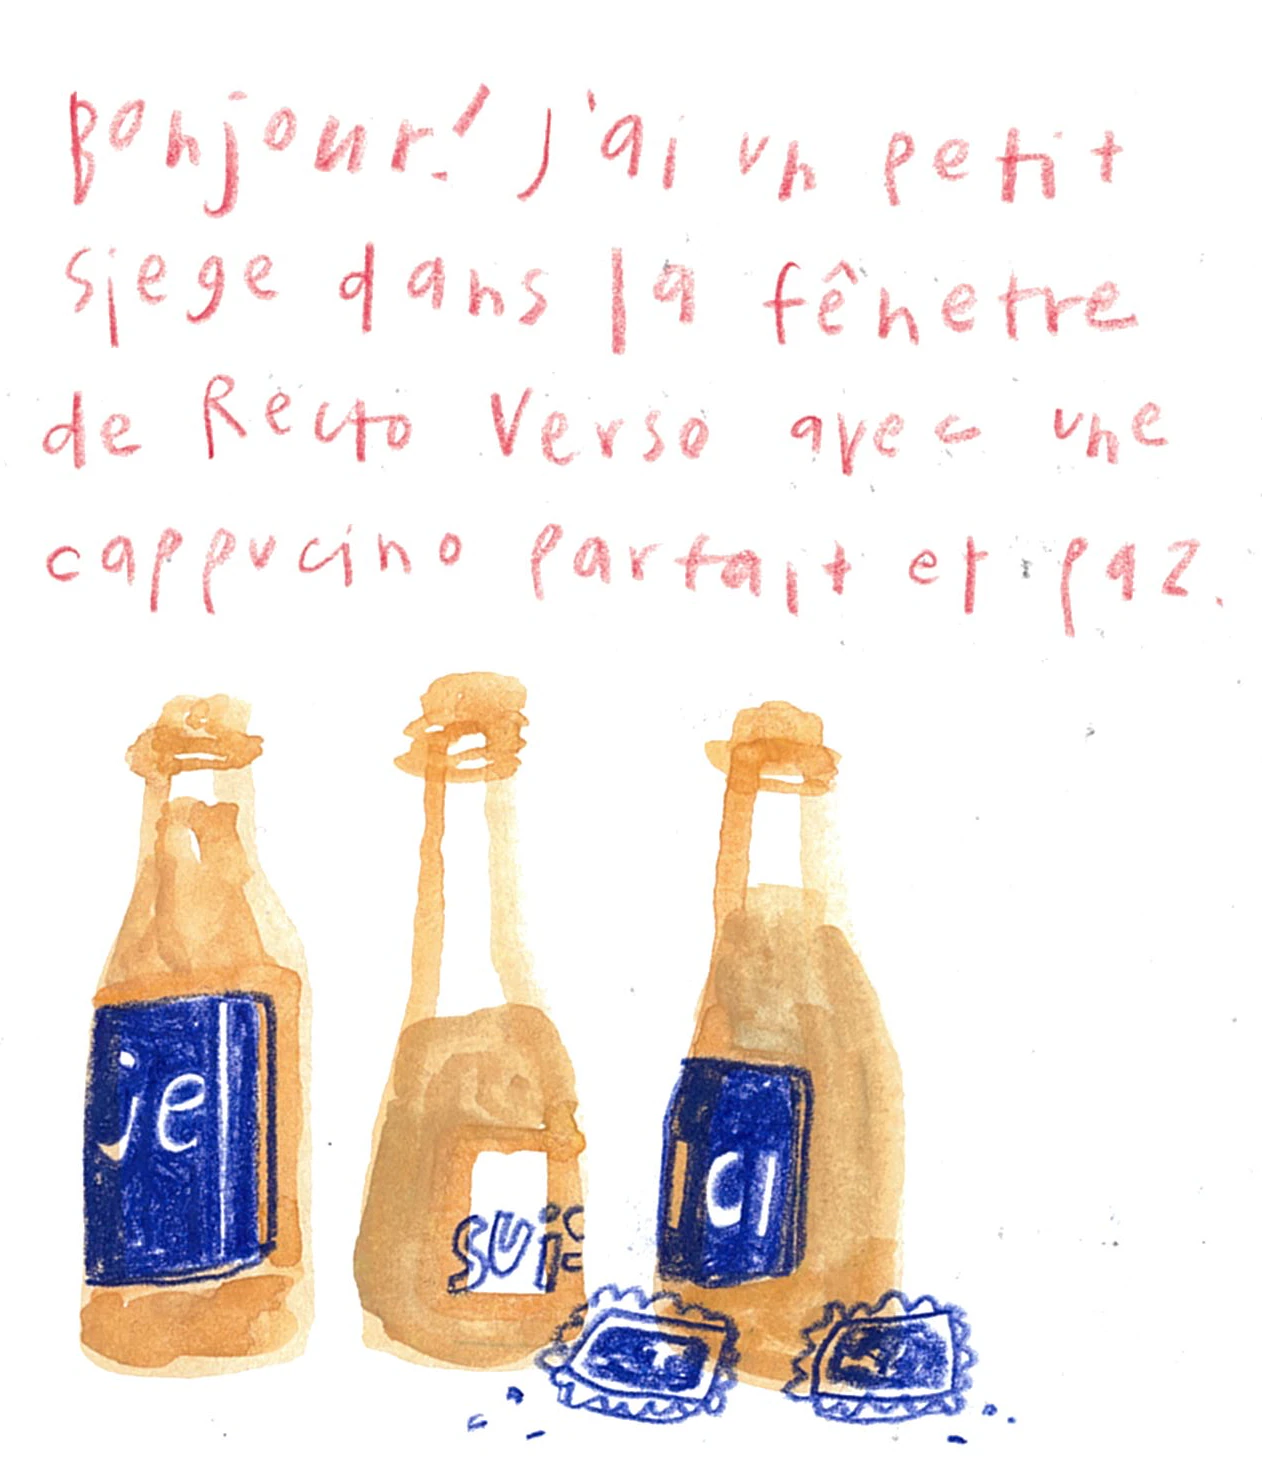 Bonjour! j'ai un petit
siege dans la fênetre
de Recto Verso avec une
cappucino parfait et paz.
je
suis
ici